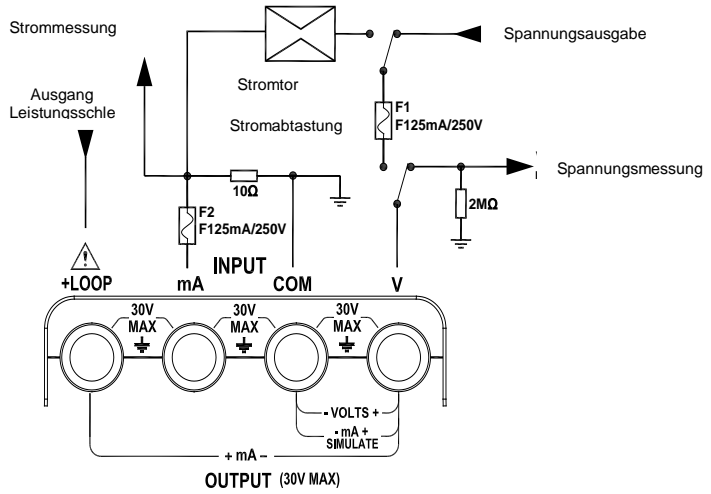 Strommessung
Spannungsausgabe
Ausgang
Leistungsschle
Stromtor
Stromabtastung
F1
F125mA/250V
Spannungsmessung
10Ω
2MΩ
F2
F125mA/250V
INPUT
+LOOP
mA
COM
V
30V
MAX
30V
MAX
30V
MAX
- VOLTS +
- mA +
SIMULATE
+ mA -
OUTPUT (30V MAX)